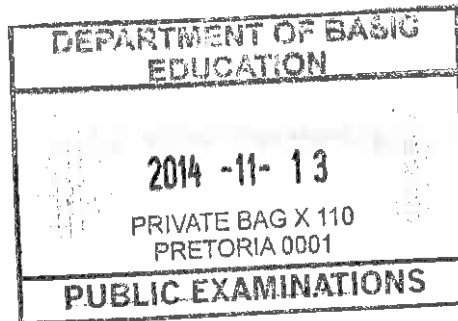 DEPARTMENT OF BASIC
EDUCATION
2014 -11- 13
PRIVATE BAG X 110
PRETORIA 0001
PUBLIC EXAMINATIONS